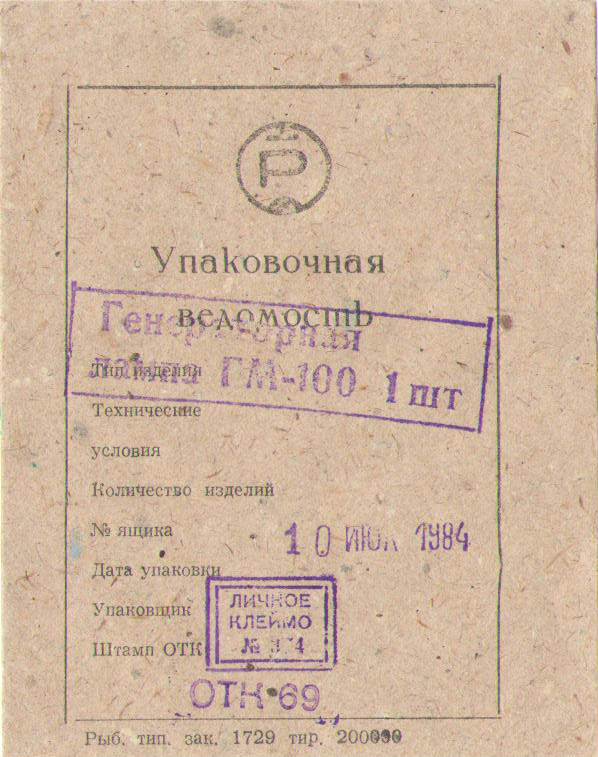 Р
Упаковочная
ведомость
Генераторная
лампа ГМ-100 1 шт
Тип изделия
Технические
условия
Количество изделий
№ ящика
10 ИЮЛ 1984
Дата упаковки
Упаковщик
ЛИЧНОЕ
КЛЕЙМО
№
Штамп ОТК
ОТК-69
Рыб. тип. зак. 1729 тир. 200000